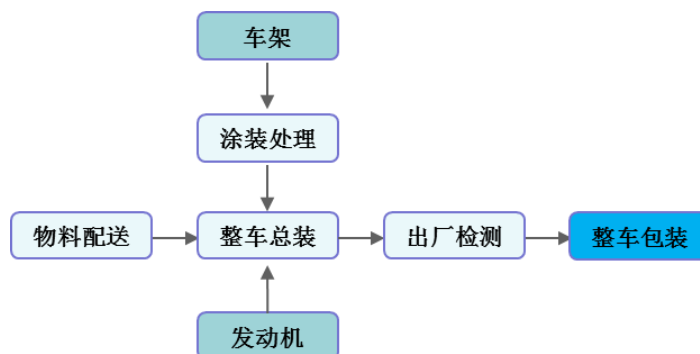 车架
涂装处理
物料配送
整车总装
出厂检测
整车包装
发动机